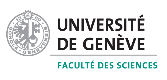 UNIVERSITÉ
DE GENÈVE
FACULTÉ DES SCIENCES